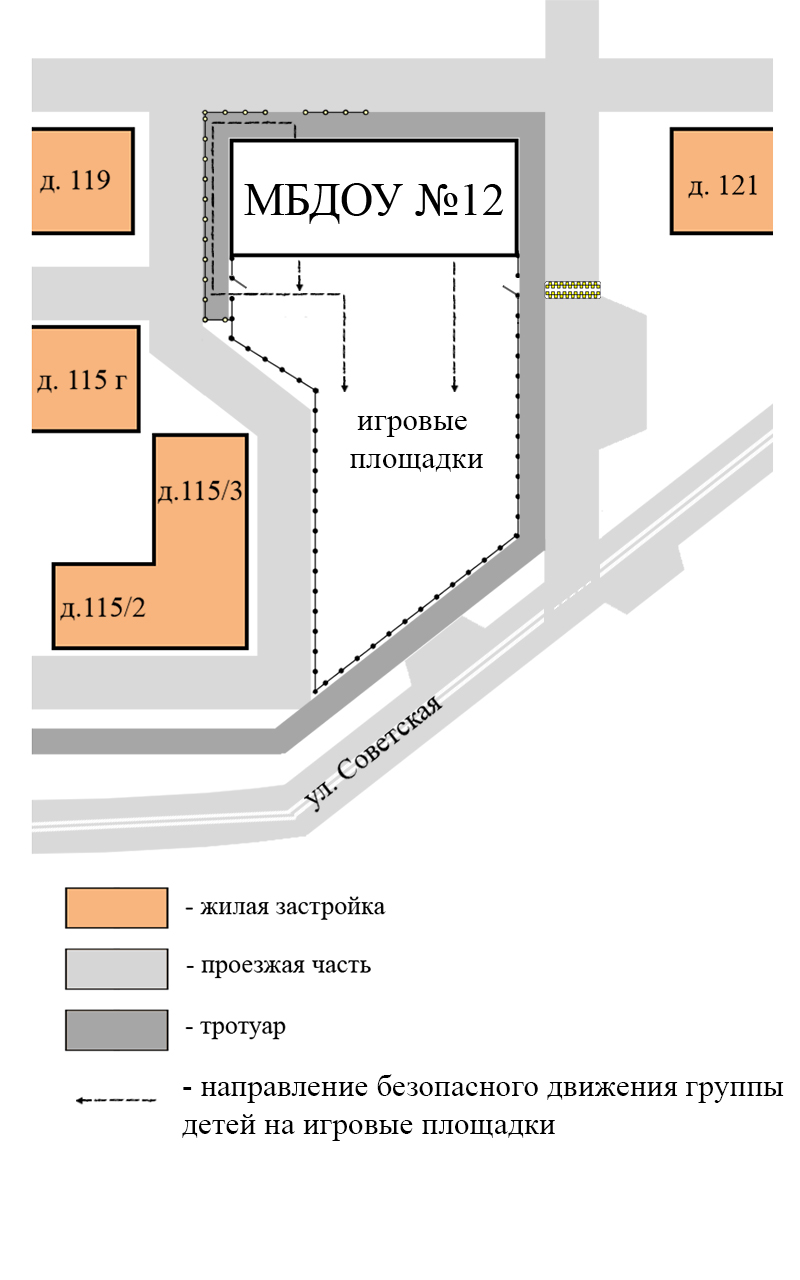 д. 119
МБДОУ №12
д. 121
д. 115 г
игровые
площадки
д.115/3
д.115/2
ул. Советская
- жилая застройка
- проезжая часть
- тротуар
- направление безопасного движения группы
детей на игровые площадки